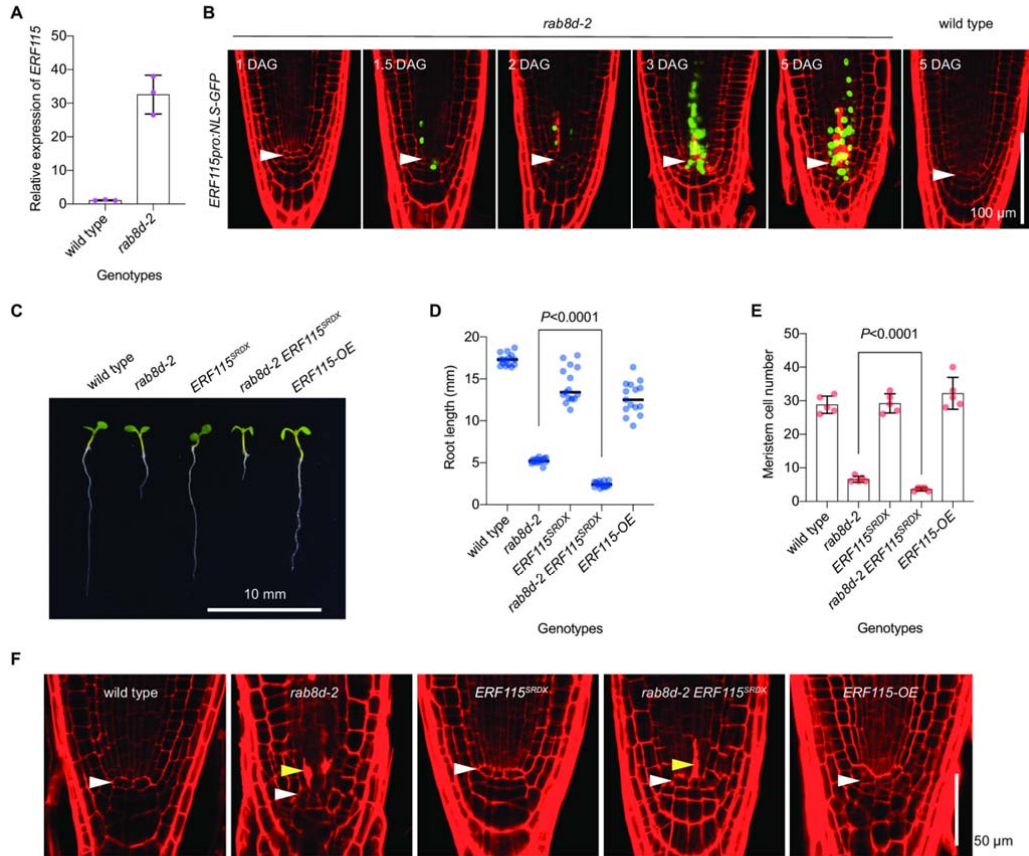 A
Relative expression of ERF115
50
40
30
20
10
0
wild type
rab8d-2
Genotypes
B
rab8d-2
wild type
ERF115pro:NLS-GFP
1 DAG
1.5 DAG
2 DAG
3 DAG
5 DAG
5 DAG
100 µm
C
wild type
rab8d-2
ERF115SRDX
rab8d-2 ERF115SRDX
ERF115-OE
10 mm
D
P<0.0001
Root length (mm)
20
15
10
5
0
wild type
rab8d-2
ERF115SRDX
rab8d-2 ERF115SRDX
ERF115-OE
Genotypes
E
P<0.0001
Meristem cell number
50
40
30
20
10
0
wild type
rab8d-2
ERF115SRDX
rab8d-2 ERF115SRDX
ERF115-OE
Genotypes
F
wild type
rab8d-2
ERF115SRDX
rab8d-2 ERF115SRDX
ERF115-OE
50 µm